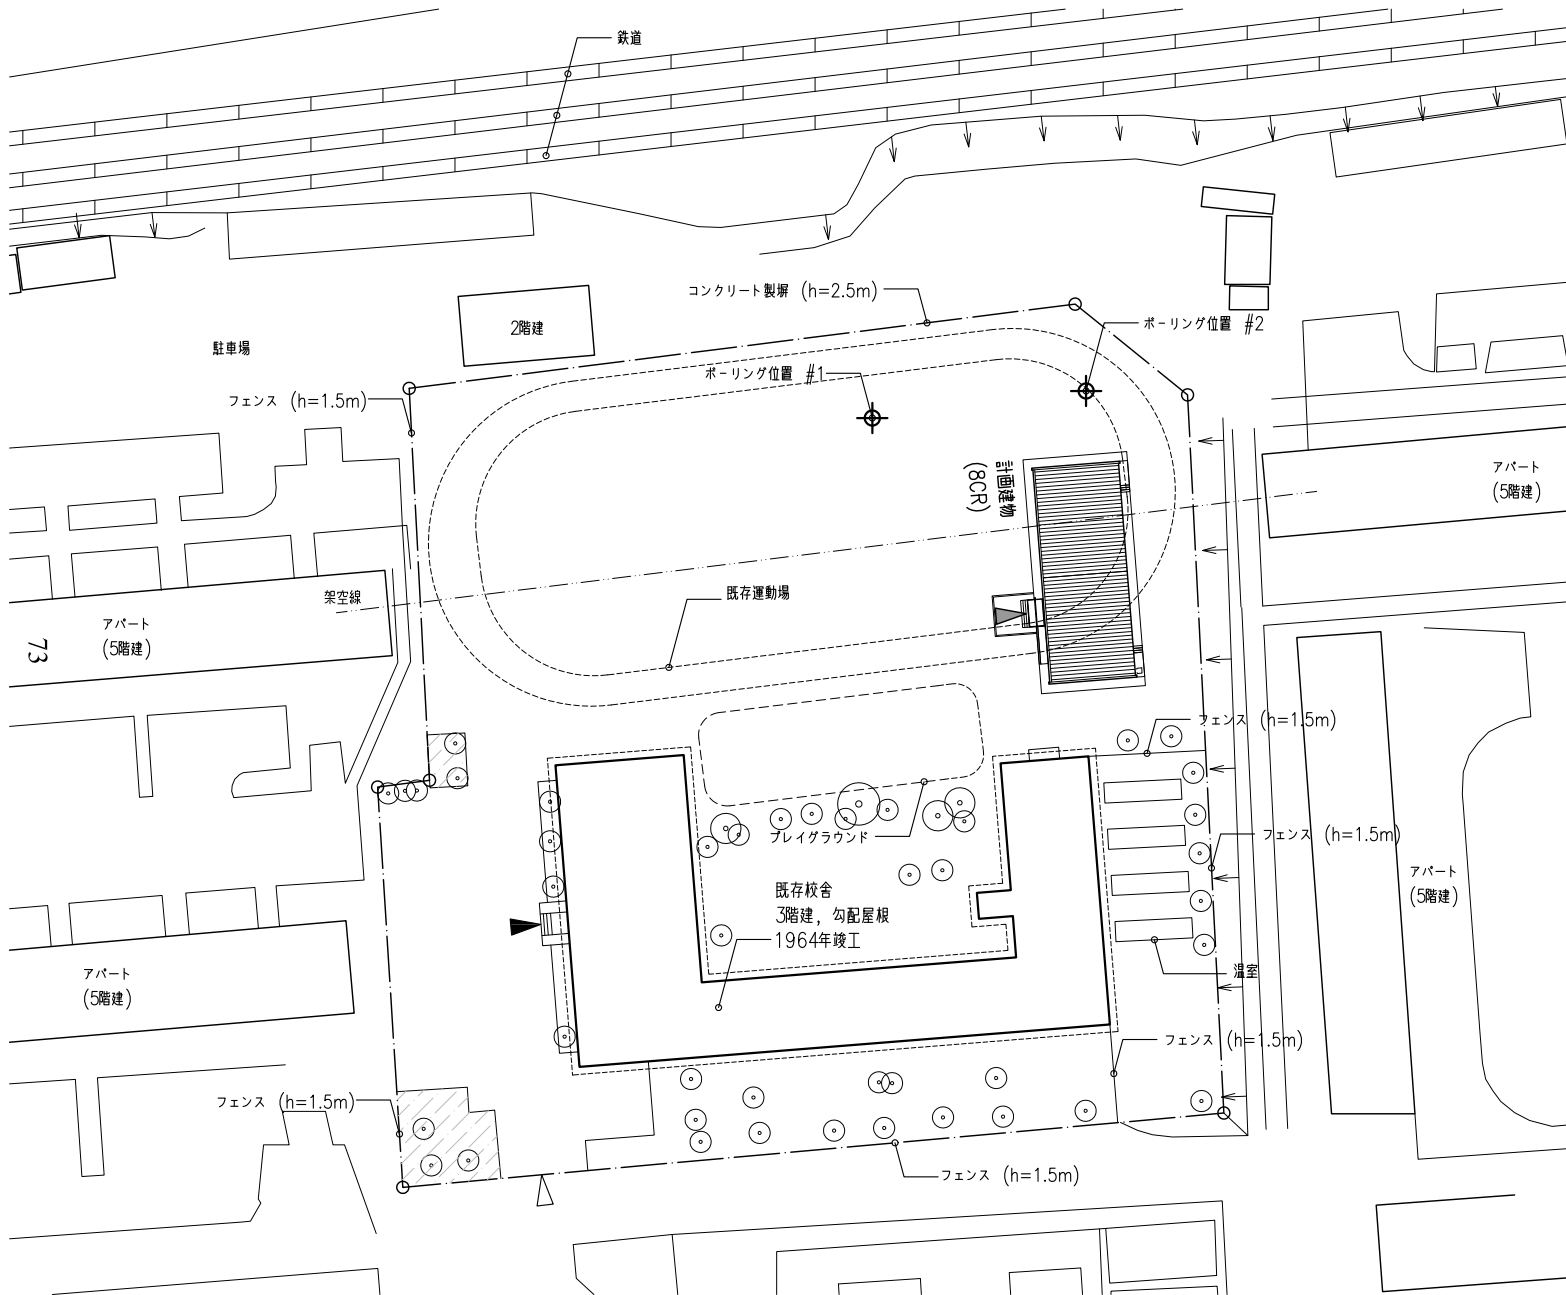 鉄道
コンクリート製塀 (h=2.5m)
2階建
ボーリング位置 #2
駐車場
ボーリング位置 #1
フェンス (h=1.5m)
計画建物
(8CR)
アパート
(5階建)
架空線
既存運動場
アパート
(5階建)
73
フェンス (h=1.5m)
プレイグラウンド
フェンス (h=1.5m)
既存校舎
3階建, 勾配屋根
1964年竣工
アパート
(5階建)
アパート
(5階建)
温室
フェンス (h=1.5m)
フェンス (h=1.5m)
フェンス (h=1.5m)